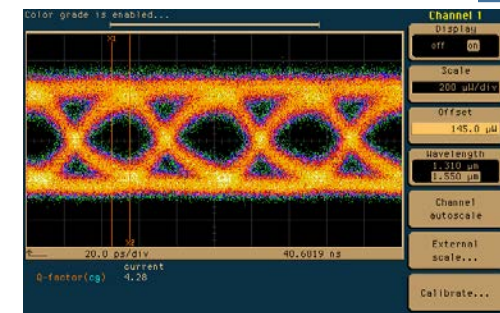 Color grade is enabled...
Channel 1
Display
off on
Scale
200 µW/div
Offset
145.0 µW
Wavelength
1.310 µm
1.550 µm
Channel
autoscale
External
scale...
Calibrate...
X1
X2
20.0 ps/div 40.6819 ns
current
Q-factor(cg) 4.28